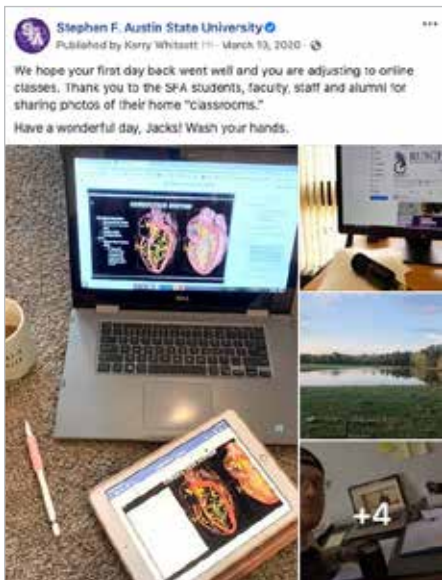 Stephen F. Austin State University
Published by Kerry Whitsett · March 19, 2020 ·
We hope your first day back went well and you are adjusting to online
classes. Thank you to the SFA students, faculty, staff and alumni for
sharing photos of their home "classrooms."
Have a wonderful day, Jacks! Wash your hands.
DELL
+4